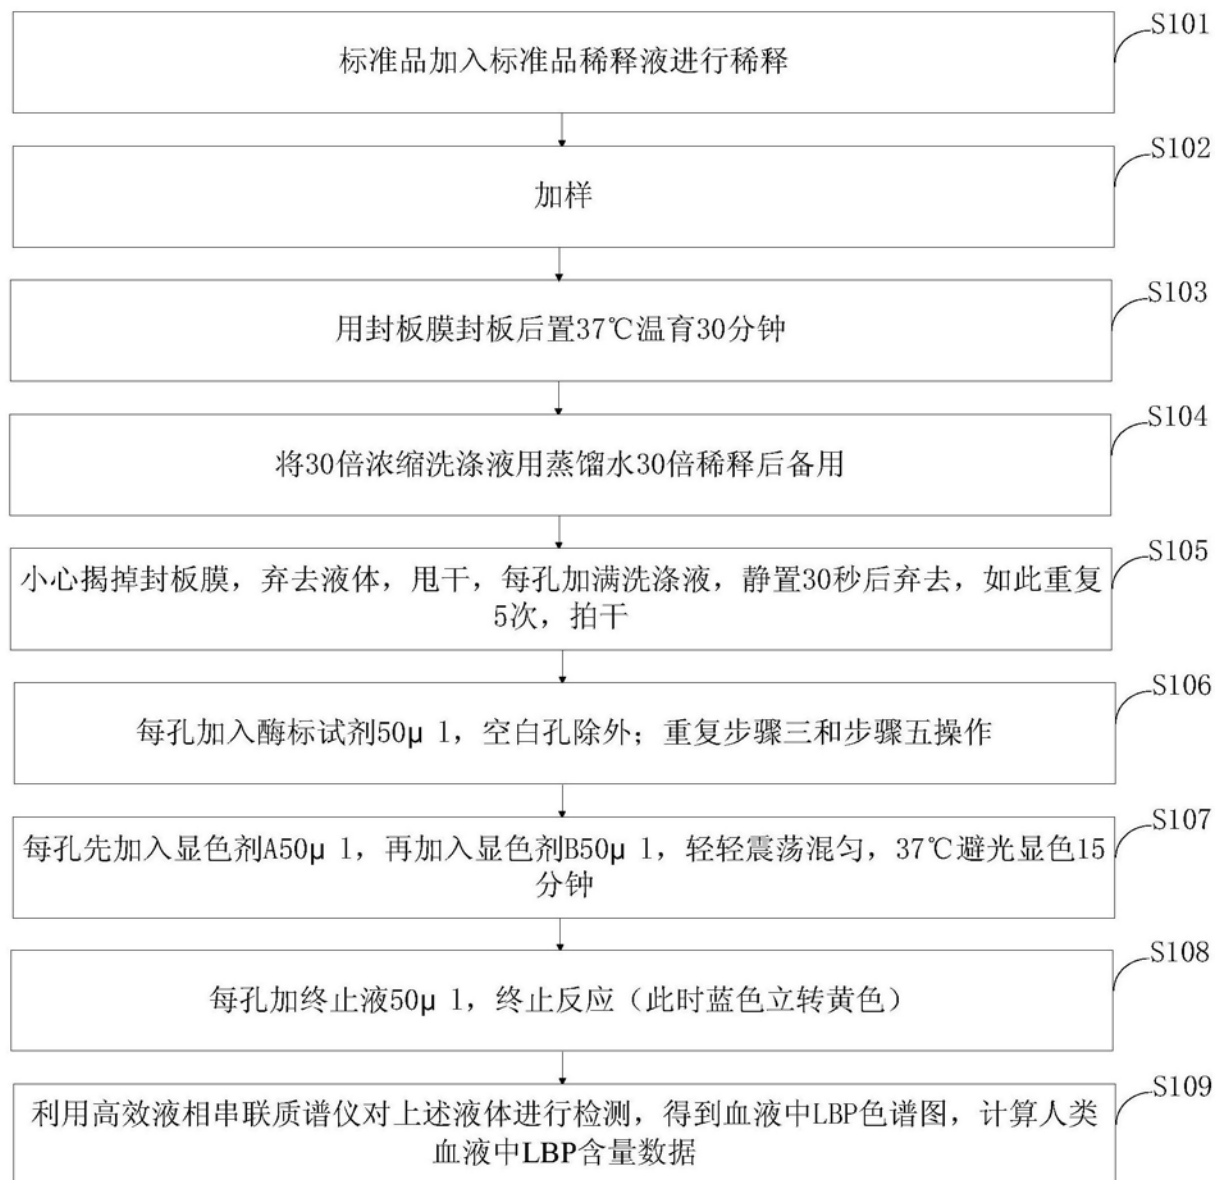 S101
标准品加入标准品稀释液进行稀释
S102
加样
S103
用封板膜封板后置37℃温育30分钟
S104
将30倍浓缩洗涤液用蒸馏水30倍稀释后备用
S105
小心揭掉封板膜，弃去液体，甩干，每孔加满洗涤液，静置30秒后弃去，如此重复
5次，拍干
S106
每孔加入酶标试剂50μ l，空白孔除外；重复步骤三和步骤五操作
S107
每孔先加入显色剂A50μ l，再加入显色剂B50μ l，轻轻震荡混匀，37℃避光显色15
分钟
S108
每孔加终止液50μ l，终止反应（此时蓝色立转黄色）
S109
利用高效液相串联质谱仪对上述液体进行检测，得到血液中LBP色谱图，计算人类
血液中LBP含量数据